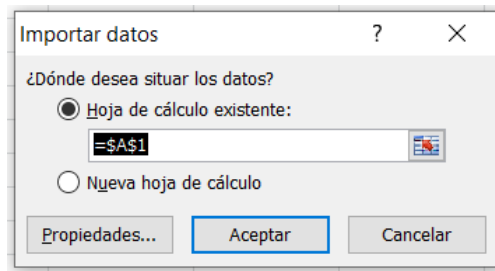 Importar datos ? X
¿Dónde desea situar los datos?
Hoja de cálculo existente:
=$A$1
Nueva hoja de cálculo
Propiedades... Aceptar Cancelar